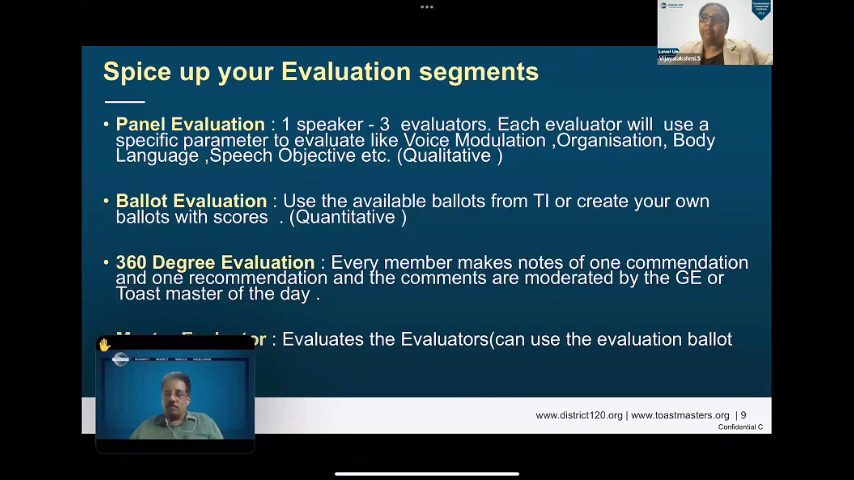 Level Up
Vijayalakshmi.S
Spice up your Evaluation segments
• Panel Evaluation : 1 speaker - 3 evaluators. Each evaluator will use a
specific parameter to evaluate like Voice Modulation ,Organisation, Body
Language ,Speech Objective etc. (Qualitative )
• Ballot Evaluation : Use the available ballots from TI or create your own
ballots with scores . (Quantitative )
• 360 Degree Evaluation : Every member makes notes of one commendation
and one recommendation and the comments are moderated by the GE or
Toast master of the day .
: Evaluates the Evaluators(can use the evaluation ballot
www.district120.org | www.toastmasters.org | 9
Confidential C